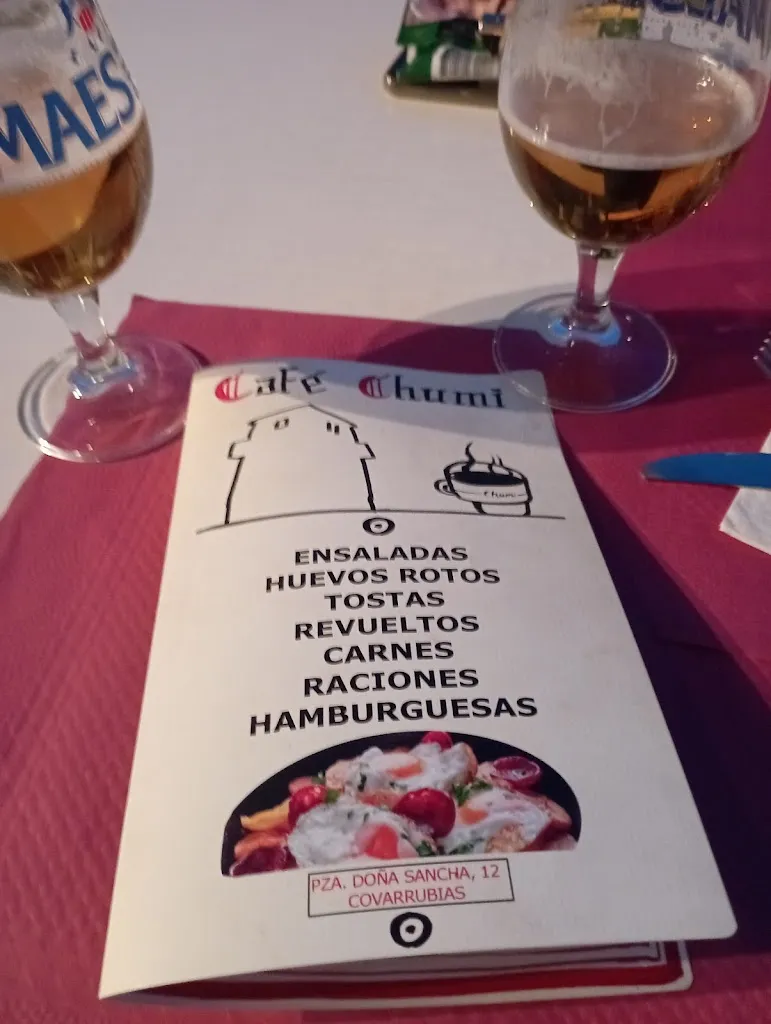 MAES
Café Chumi
Chumi
ENSALADAS
HUEVOS ROTOS
TOSTAS
REVUELTOS
CARNES
RACIONES
HAMBURGUESAS
PZA. DOÑA SANCHA, 12
COVARRUBIAS